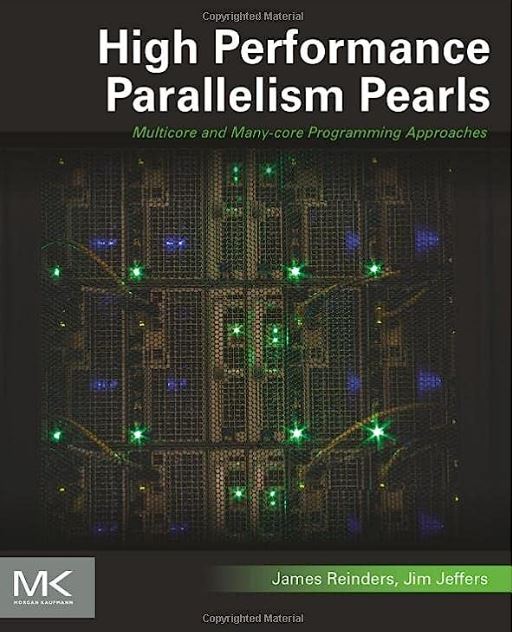 Copyrighted Material
High Performance
Parallelism Pearls
Multicore and Many-core Programming Approaches
James Reinders, Jim Jeffers
MK
MORGAN KAUFMANN
Copyrighted Material